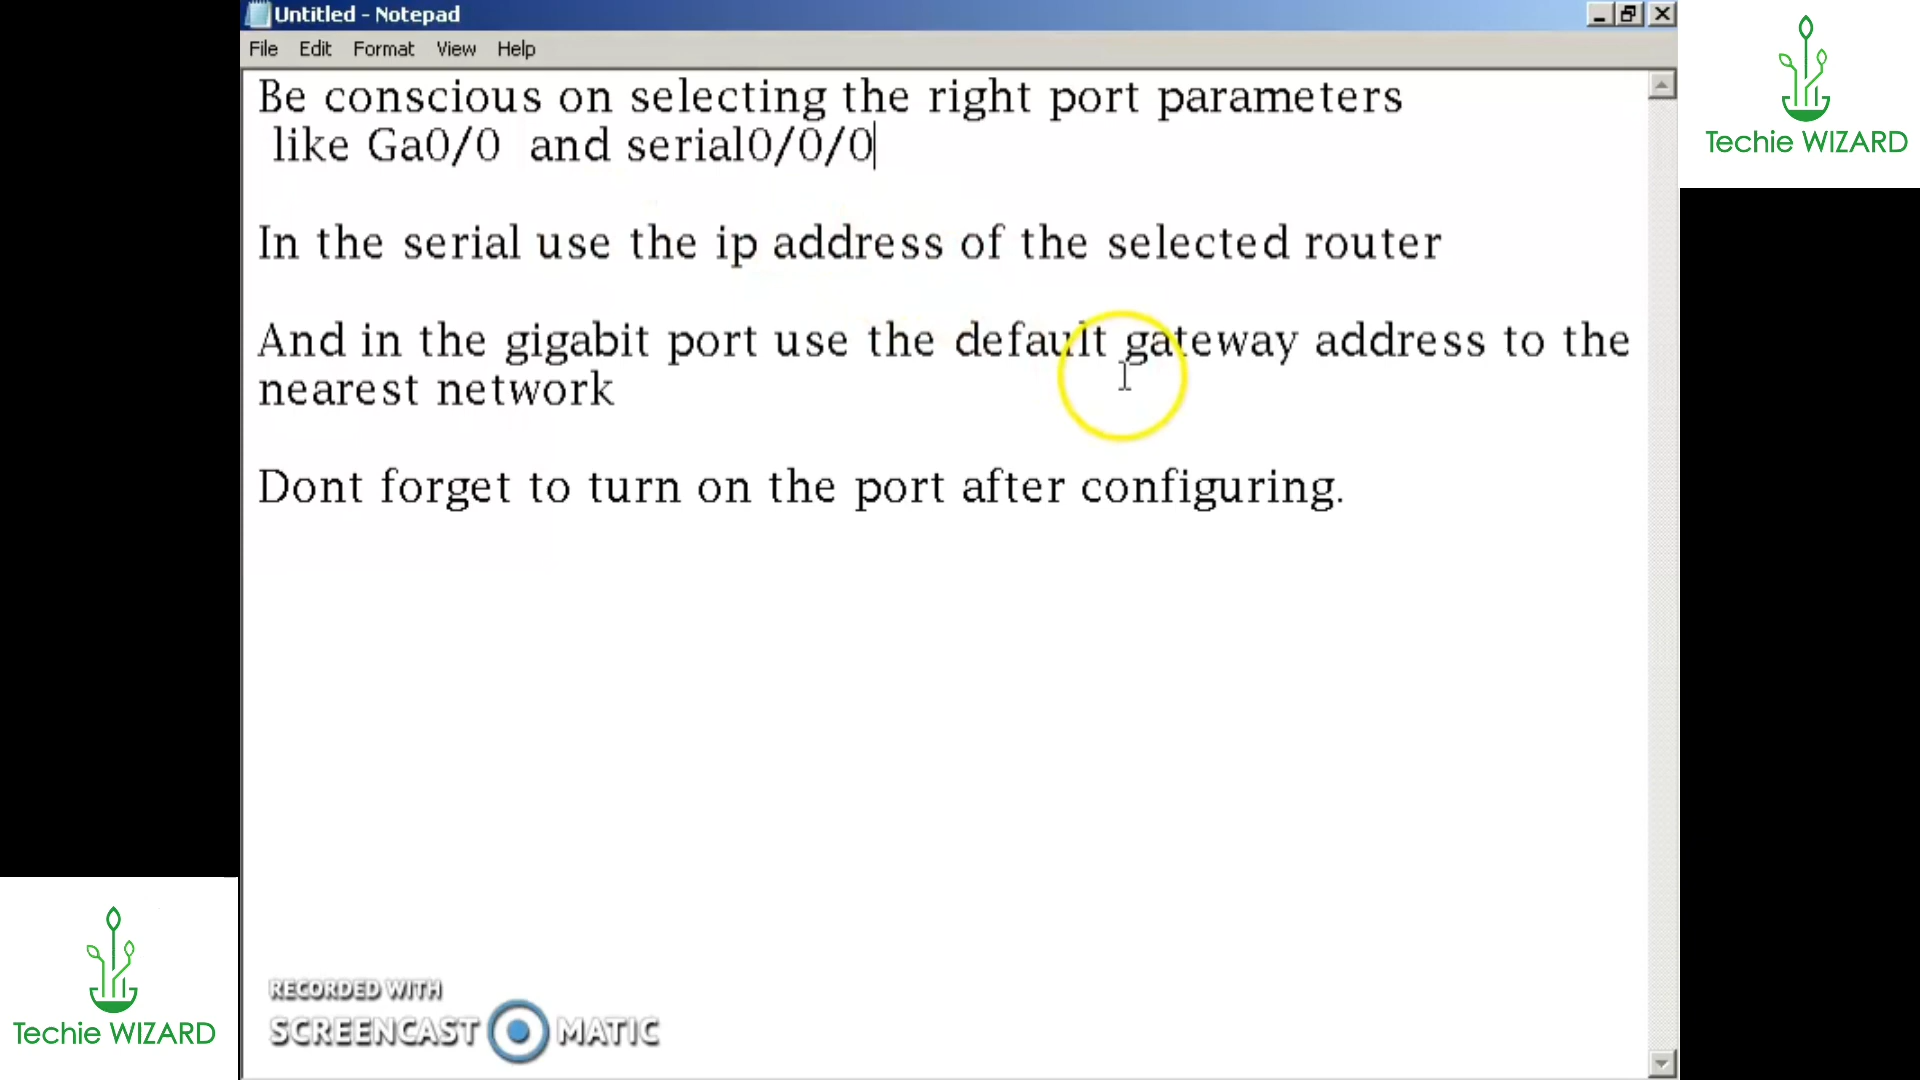 Untitled - Notepad
File Edit Format View Help
Be conscious on selecting the right port parameters
like Ga0/0 and serial0/0/0
In the serial use the ip address of the selected router
And in the gigabit port use the default gateway address to the
nearest network
Dont forget to turn on the port after configuring.
Techie WIZARD
Techie WIZARD
RECORDED WITH
SCREENCAST MATIC